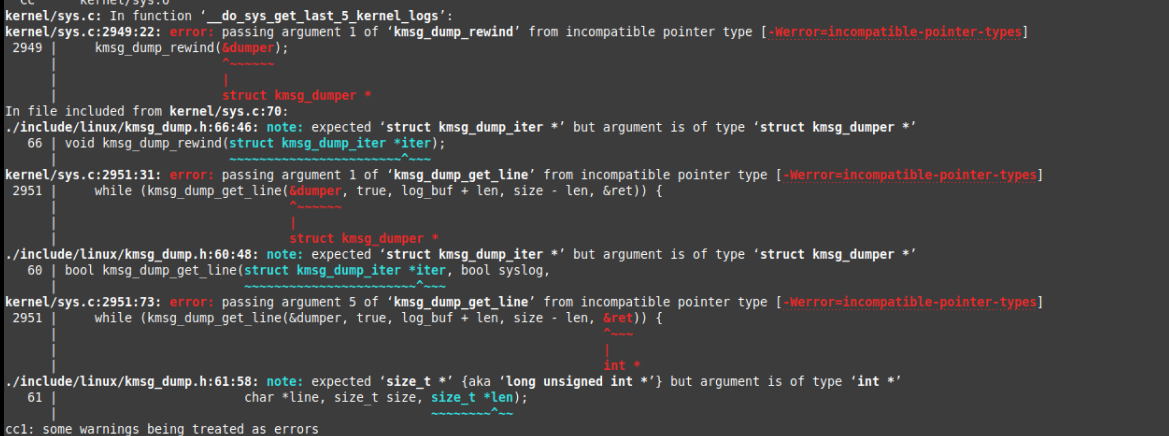 CC      kernel/sys.o
kernel/sys.c: In function ‘__do_sys_get_last_5_kernel_logs’:
kernel/sys.c:2949:22: error: passing argument 1 of ‘kmsg_dump_rewind’ from incompatible pointer type [-Werror=incompatible-pointer-types]
 2949 |     kmsg_dump_rewind(&dumper);
      |                      ^~~~~~~
      |                      |
      |                      struct kmsg_dumper *
In file included from kernel/sys.c:70:
./include/linux/kmsg_dump.h:66:46: note: expected ‘struct kmsg_dump_iter *’ but argument is of type ‘struct kmsg_dumper *’
   66 | void kmsg_dump_rewind(struct kmsg_dump_iter *iter);
      |                       ~~~~~~~~~~~~~~~~~~~~~~~^~~~
kernel/sys.c:2951:31: error: passing argument 1 of ‘kmsg_dump_get_line’ from incompatible pointer type [-Werror=incompatible-pointer-types]
 2951 |     while (kmsg_dump_get_line(&dumper, true, log_buf + len, size - len, &ret)) {
      |                               ^~~~~~~
      |                               |
      |                               struct kmsg_dumper *
./include/linux/kmsg_dump.h:60:48: note: expected ‘struct kmsg_dump_iter *’ but argument is of type ‘struct kmsg_dumper *’
   60 | bool kmsg_dump_get_line(struct kmsg_dump_iter *iter, bool syslog,
      |                         ~~~~~~~~~~~~~~~~~~~~~~~^~~~
kernel/sys.c:2951:73: error: passing argument 5 of ‘kmsg_dump_get_line’ from incompatible pointer type [-Werror=incompatible-pointer-types]
 2951 |     while (kmsg_dump_get_line(&dumper, true, log_buf + len, size - len, &ret)) {
      |                                                                         ^~~~
      |                                                                         |
      |                                                                         int *
./include/linux/kmsg_dump.h:61:58: note: expected ‘size_t *’ {aka ‘long unsigned int *’} but argument is of type ‘int *’
   61 |                         char *line, size_t size, size_t *len);
      |                                                  ~~~~~~~~^~~
cc1: some warnings being treated as errors